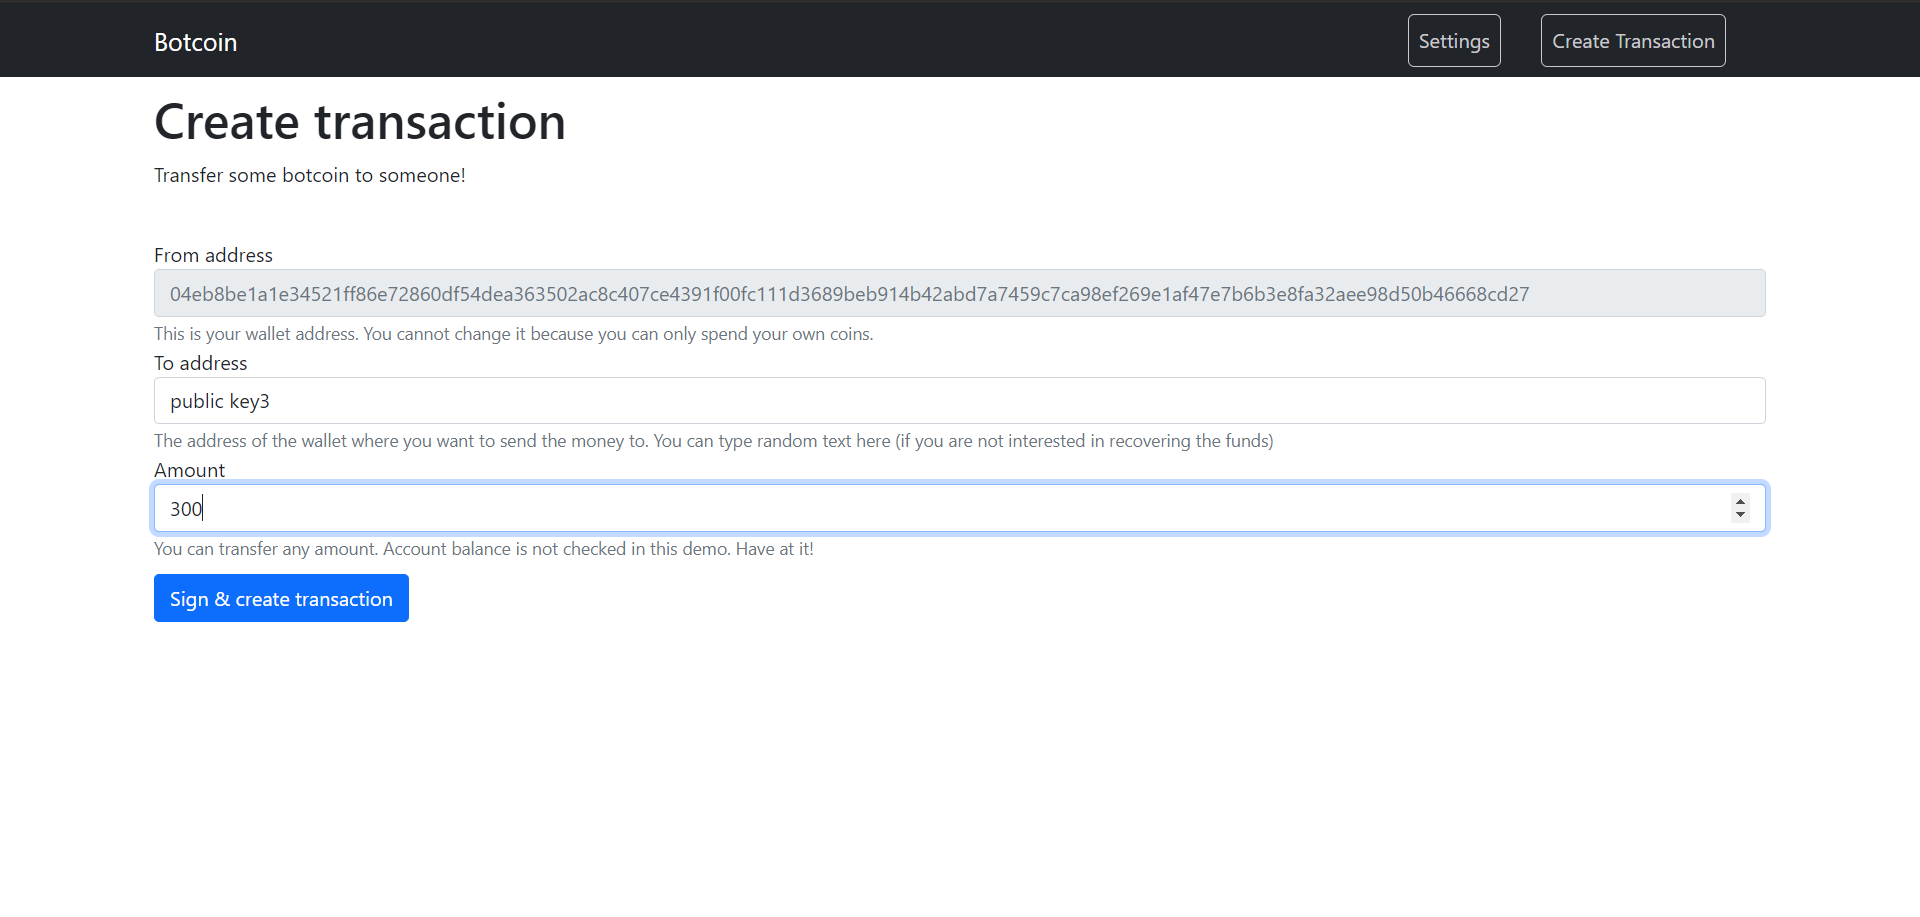 Botcoin
Settings
Create Transaction
Create transaction
Transfer some botcoin to someone!
From address
04eb8be1a1e34521ff86e72860df54dea363502ac8c407ce4391f00fc111d3689beb914b42abd7a7459c7ca98ef269e1af47e7b6b3e8fa32aee98d50b46668cd27
This is your wallet address. You cannot change it because you can only spend your own coins.
To address
public key3
The address of the wallet where you want to send the money to. You can type random text here (if you are not interested in recovering the funds)
Amount
300
You can transfer any amount. Account balance is not checked in this demo. Have at it!
Sign & create transaction